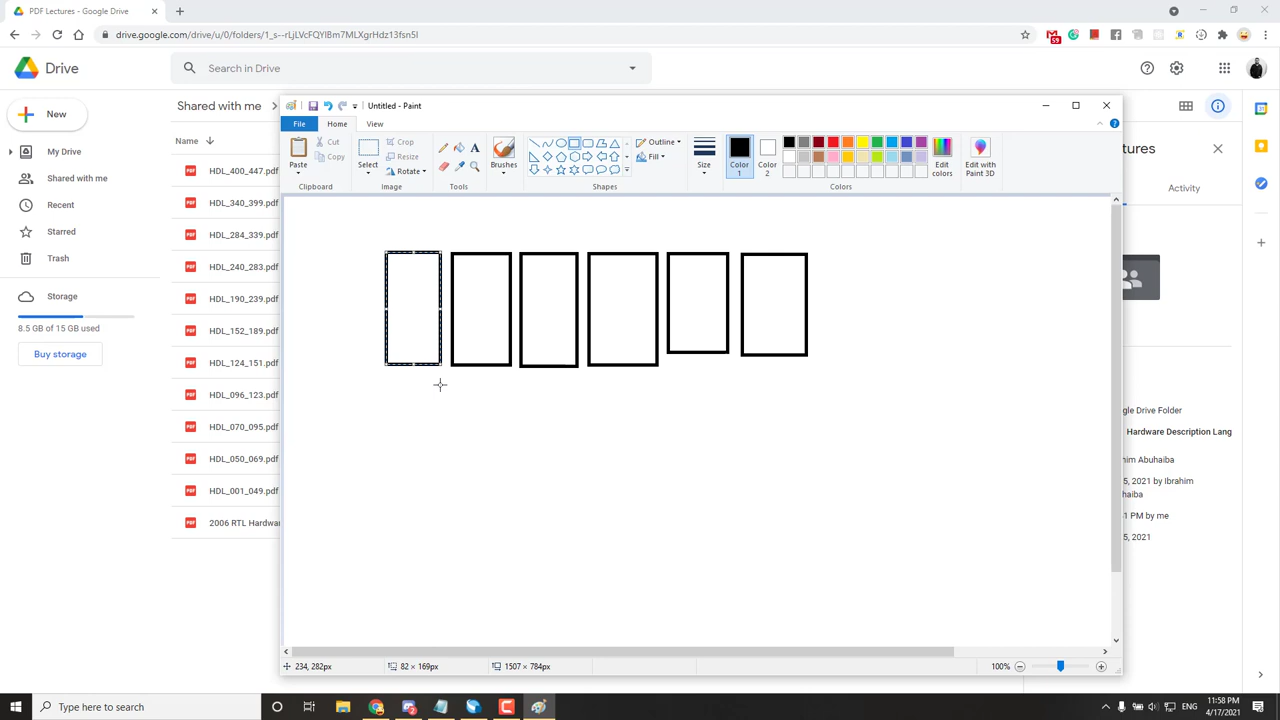 PDF Lectures - Google Drive
drive.google.com/drive/u/0/folders/1_s--rLjLVcFQYlBm7MLXgrHdz13fsn5I
59
Drive
Search in Drive
New
My Drive
Shared with me
Recent
Starred
Trash
Storage
8.5 GB of 15 GB used
Buy storage
Shared with me
Name
HDL_400_447.pdf
HDL_340_399.pdf
HDL_284_339.pdf
HDL_240_283.pdf
HDL_190_239.pdf
HDL_152_189.pdf
HDL_124_151.pdf
HDL_096_123.pdf
HDL_070_095.pdf
HDL_050_069.pdf
HDL_001_049.pdf
2006 RTL Hardwa
Untitled - Paint
File Home View
Paste
Cut
Copy
Clipboard
Select
Crop
Resize
Rotate
Image
A
Tools
Brushes
Outline
Fill
Shapes
Size
Color 1
Color 2
Edit colors
Colors
Edit with Paint 3D
234, 282px 82 × 169px 1507 × 784px 100%
tures
Activity
gle Drive Folder
Hardware Description Lang
him Abuhaiba
5, 2021 by Ibrahim
haiba
1 PM by me
5, 2021
Type here to search
ENG
11:58 PM
4/17/2021